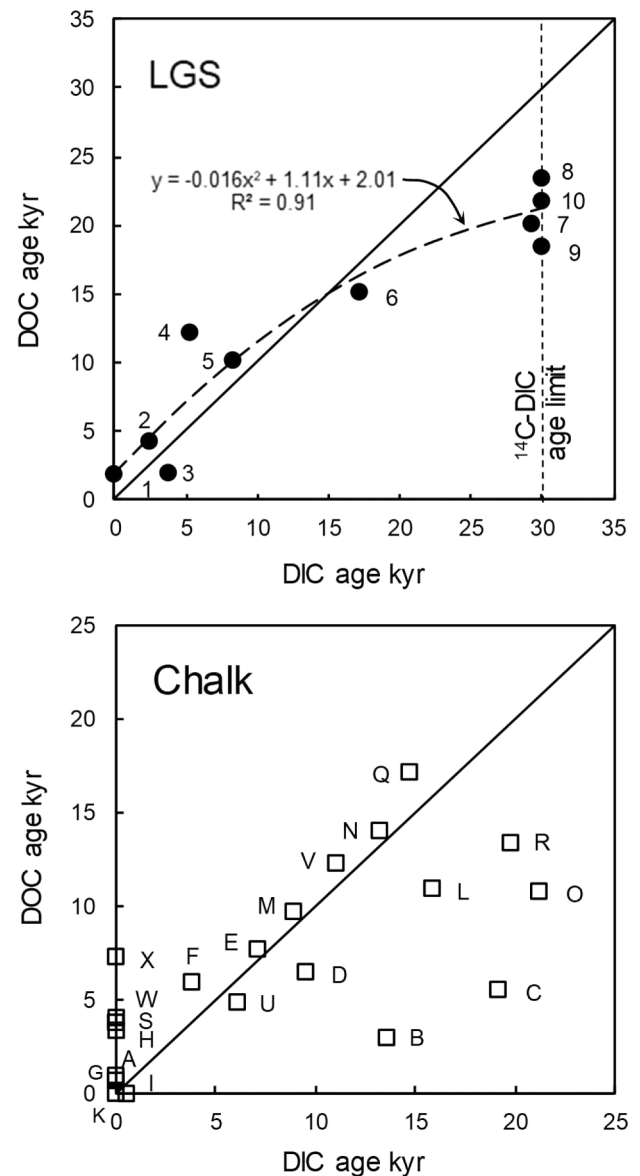 35
LGS
30
8
25
y = -0.016x² + 1.11x + 2.01
R² = 0.91
10
20
7
9
DOC age kyr
15
6
4
10
5
¹⁴C-DIC
age limit
5
2
3
1
0
0 5 10 15 20 25 30 35
DIC age kyr
25
Chalk
20
Q
DOC age kyr
15
N
R
V
L
O
10
M
E
X
F
D
U
C
5
W
S
H
B
A
G
I
0
K
0 5 10 15 20 25
DIC age kyr